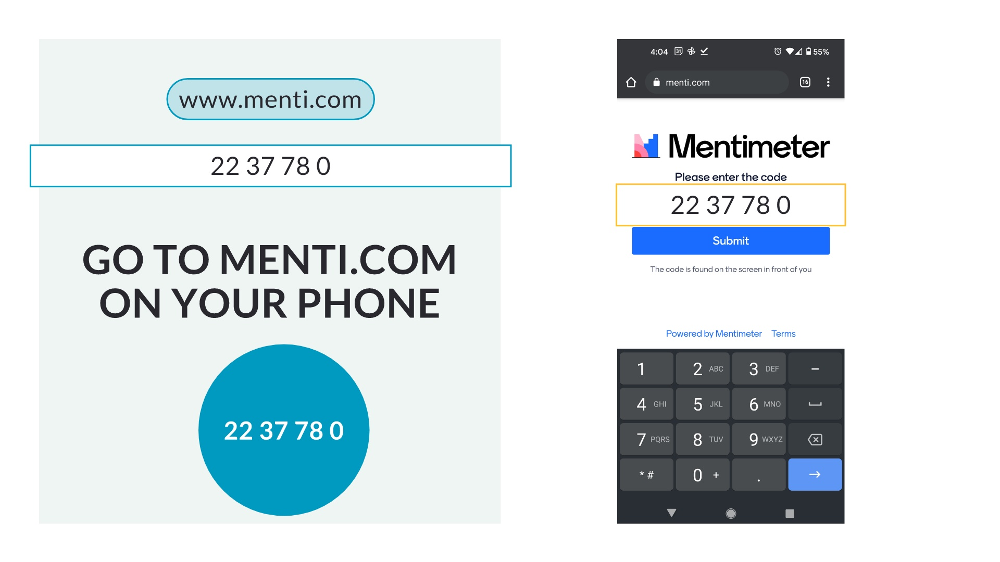 www.menti.com
22 37 78 0
GO TO MENTI.COM
ON YOUR PHONE
22 37 78 0
4:04 31 55%
menti.com 16
Mentimeter
Please enter the code
22 37 78 0
Submit
The code is found on the screen in front of you
Powered by Mentimeter Terms
1 2 ABC 3 DEF -
4 GHI 5 JKL 6 MNO
7 PQRS 8 TUV 9 WXYZ
* # 0 + .